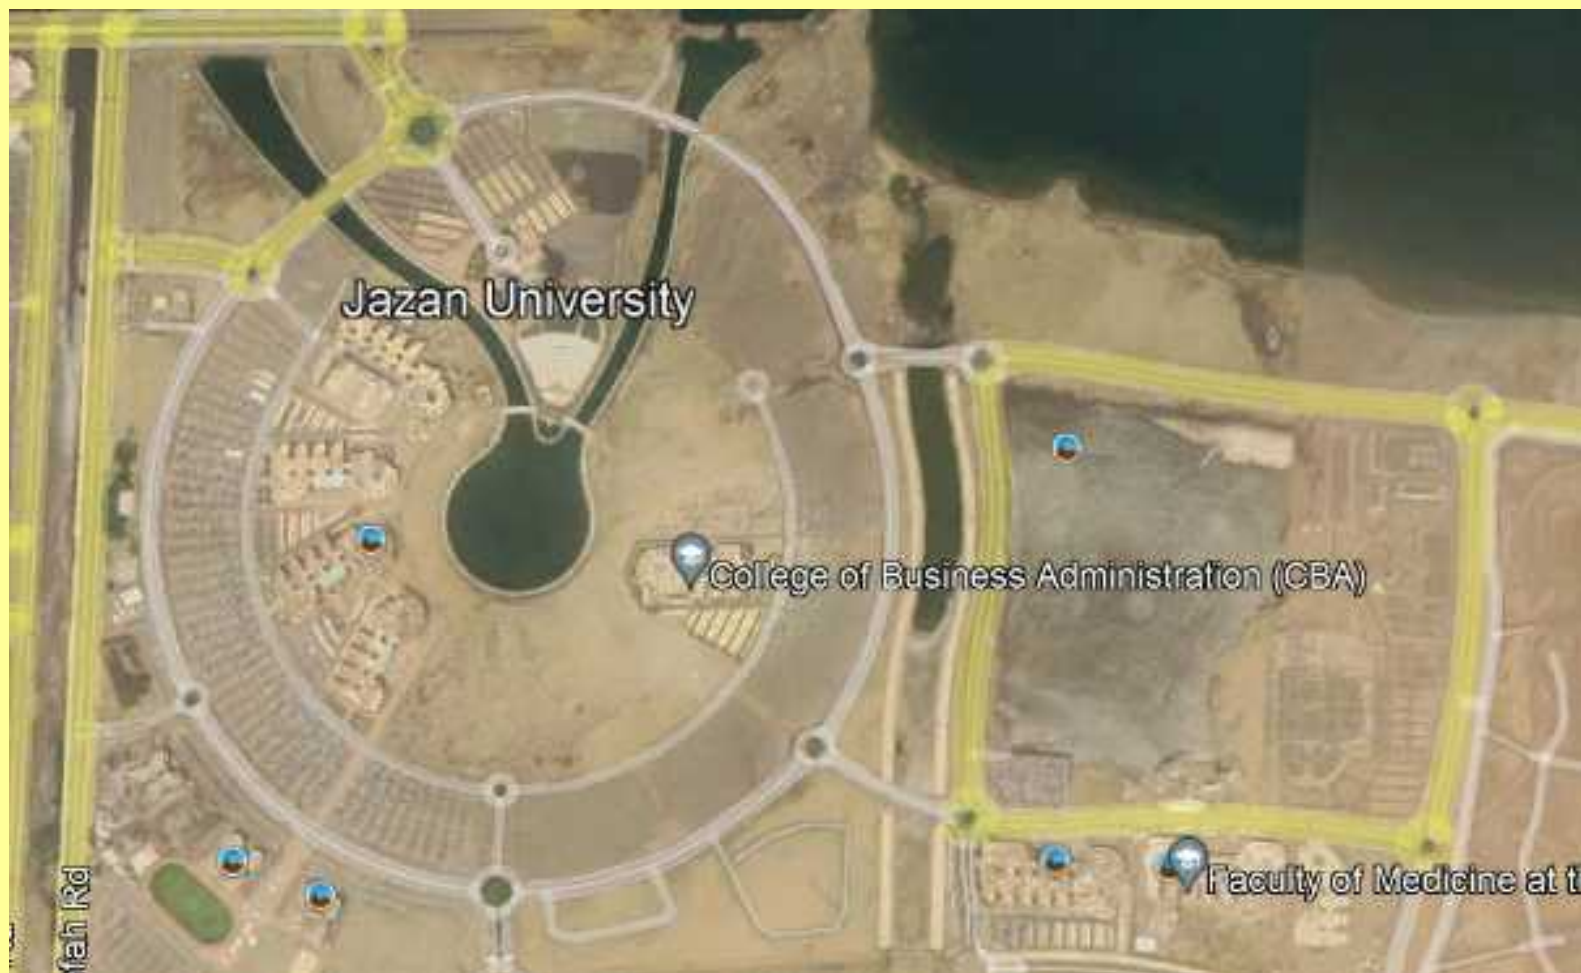 Jazan University
College of Business Administration (CBA)
Faculty of Medicine at
Rd